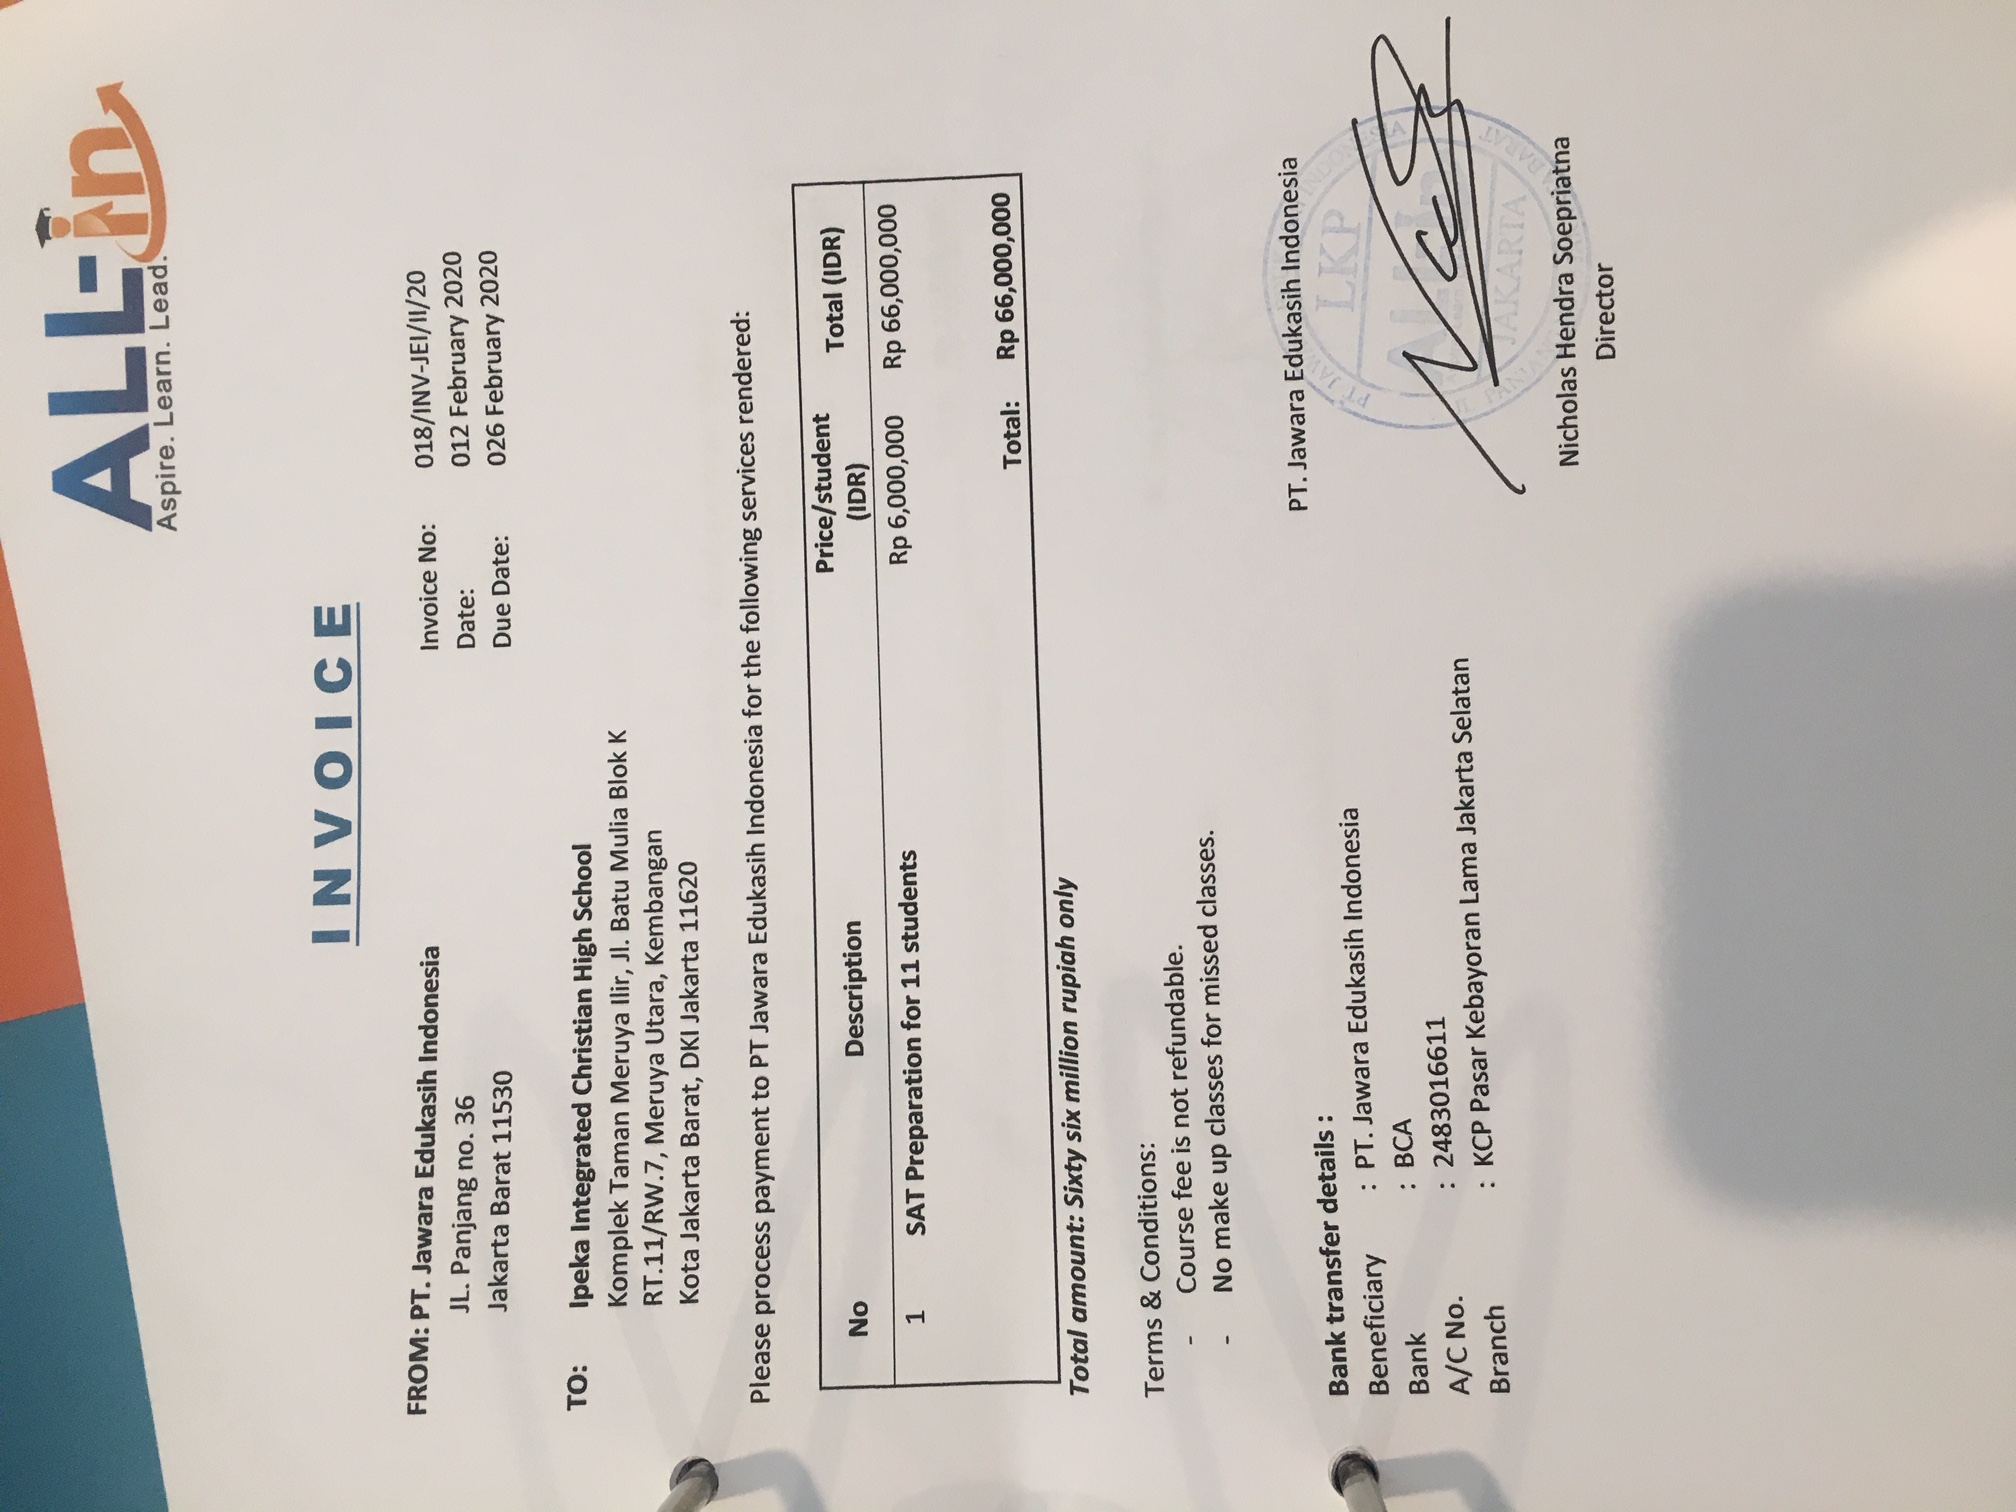 ALL-in
Aspire. Learn. Lead.
INVOICE
FROM: PT. Jawara Edukasih Indonesia
JL. Panjang no. 36
Jakarta Barat 11530
Invoice No: 018/INV-JEI/II/20
Date: 012 February 2020
Due Date: 026 February 2020
TO: Ipeka Integrated Christian High School
Komplek Taman Meruya Ilir, Jl. Batu Mulia Blok K
RT.11/RW.7, Meruya Utara, Kembangan
Kota Jakarta Barat, DKI Jakarta 11620
Please process payment to PT Jawara Edukasih Indonesia for the following services rendered:
No Description Price/student (IDR) Total (IDR)
1 SAT Preparation for 11 students Rp 6,000,000 Rp 66,000,000
Total: Rp 66,000,000
Total amount: Sixty six million rupiah only
Terms & Conditions:
- Course fee is not refundable.
- No make up classes for missed classes.
Bank transfer details :
Beneficiary : PT. Jawara Edukasih Indonesia
Bank : BCA
A/C No. : 2483016611
Branch : KCP Pasar Kebayoran Lama Jakarta Selatan
PT. Jawara Edukasih Indonesia
LKP
ALL-in
JAKARTA
Nicholas Hendra Soepriatna
Director